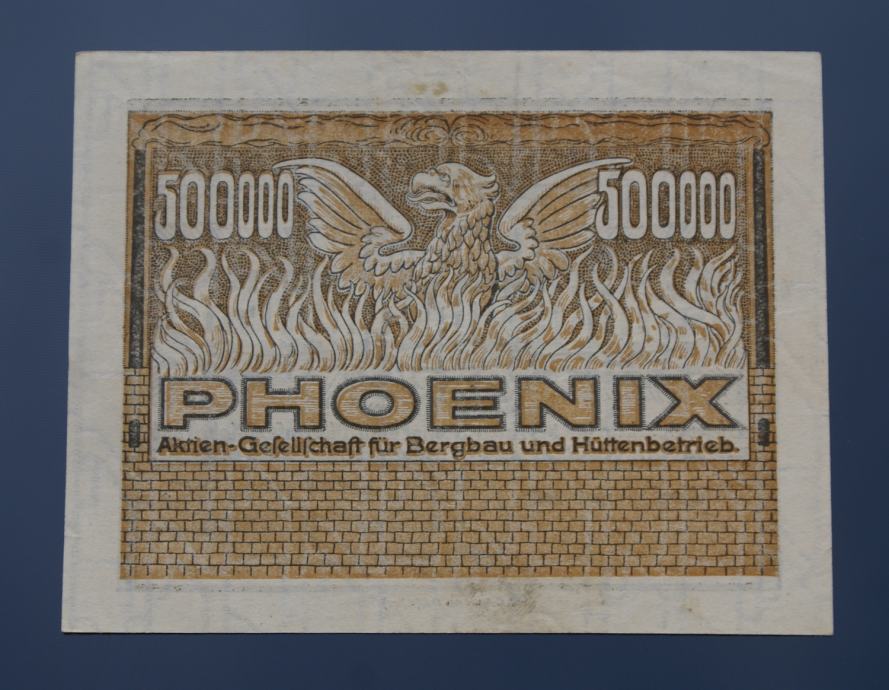 500000 500000
PHOENIX
Aktien-Geſellſchaft für Bergbau und Hüttenbetrieb.